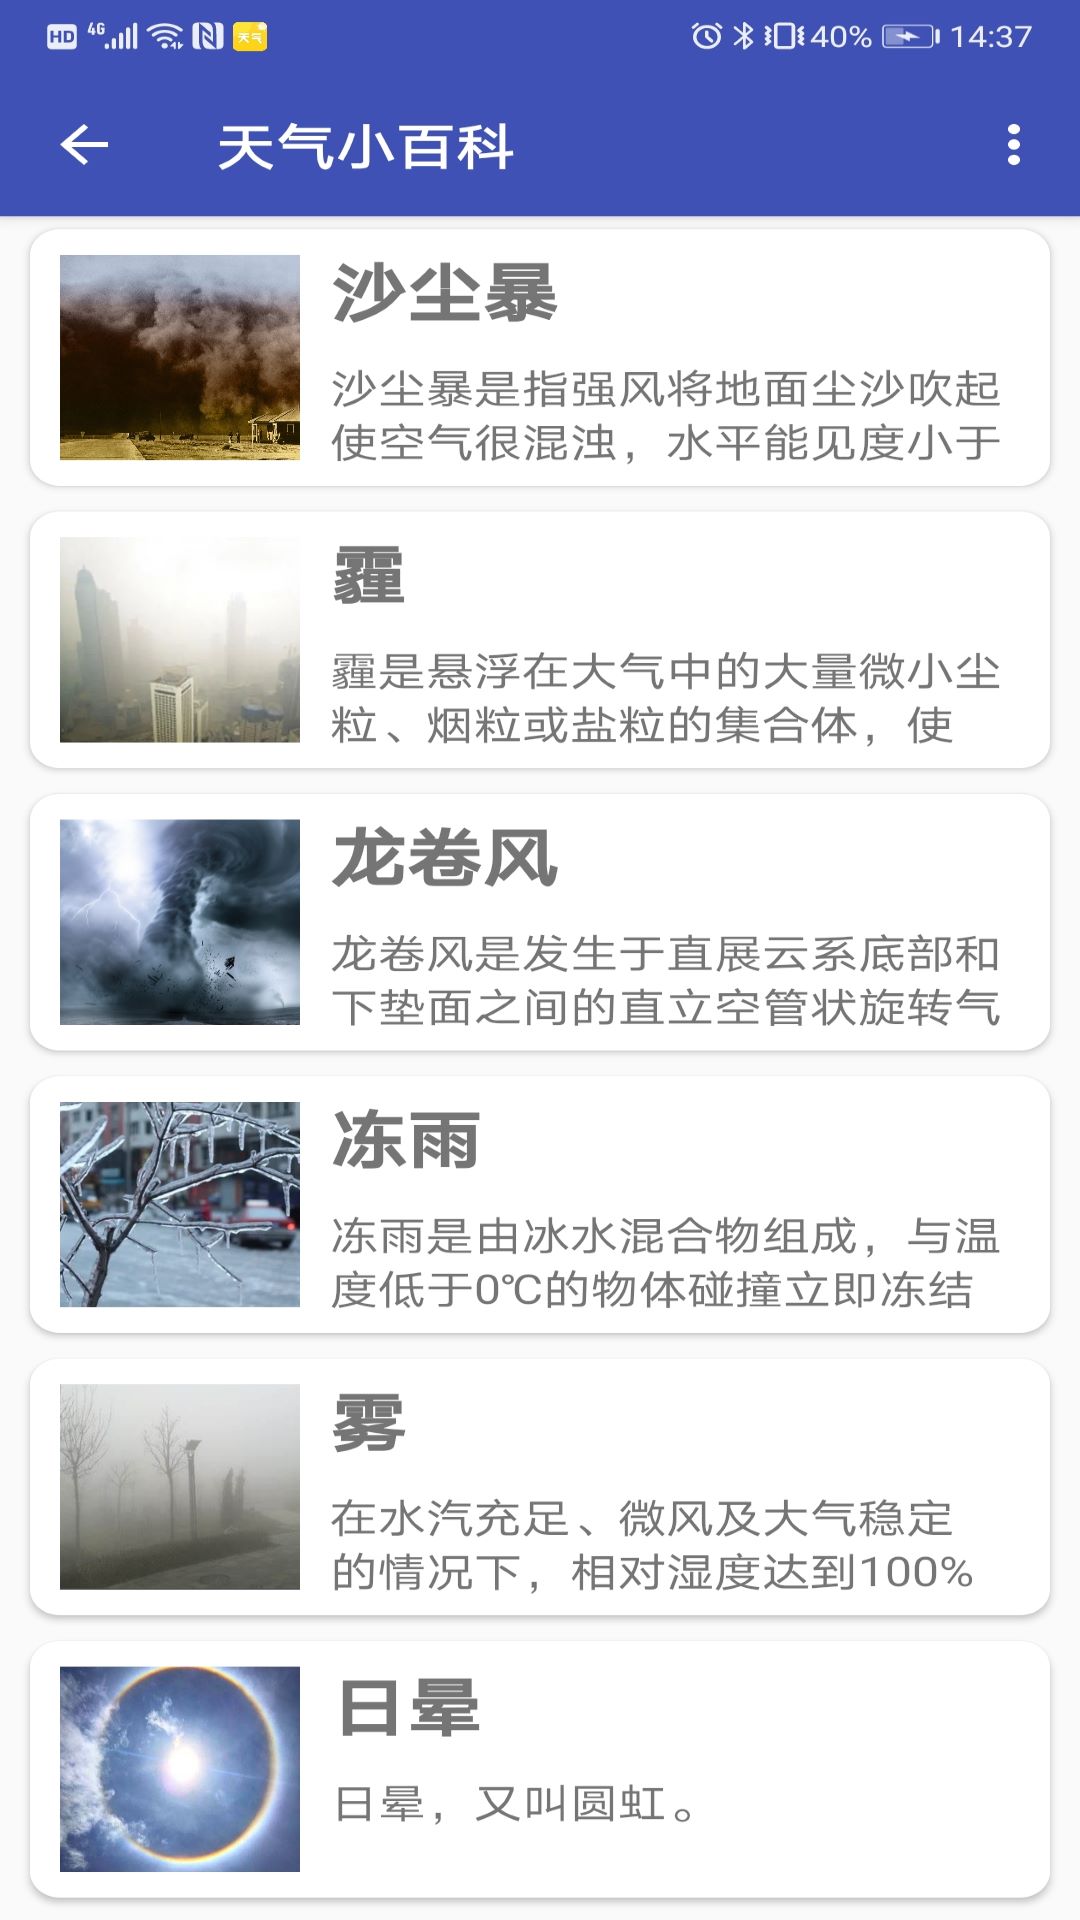 HD 4G 天气 40% 14:37
天气小百科
沙尘暴
沙尘暴是指强风将地面尘沙吹起
使空气很混浊，水平能见度小于
霾
霾是悬浮在大气中的大量微小尘
粒、烟粒或盐粒的集合体，使
龙卷风
龙卷风是发生于直展云系底部和
下垫面之间的直立空管状旋转气
冻雨
冻雨是由冰水混合物组成，与温
度低于0℃的物体碰撞立即冻结
雾
在水汽充足、微风及大气稳定
的情况下，相对湿度达到100%
日晕
日晕，又叫圆虹。